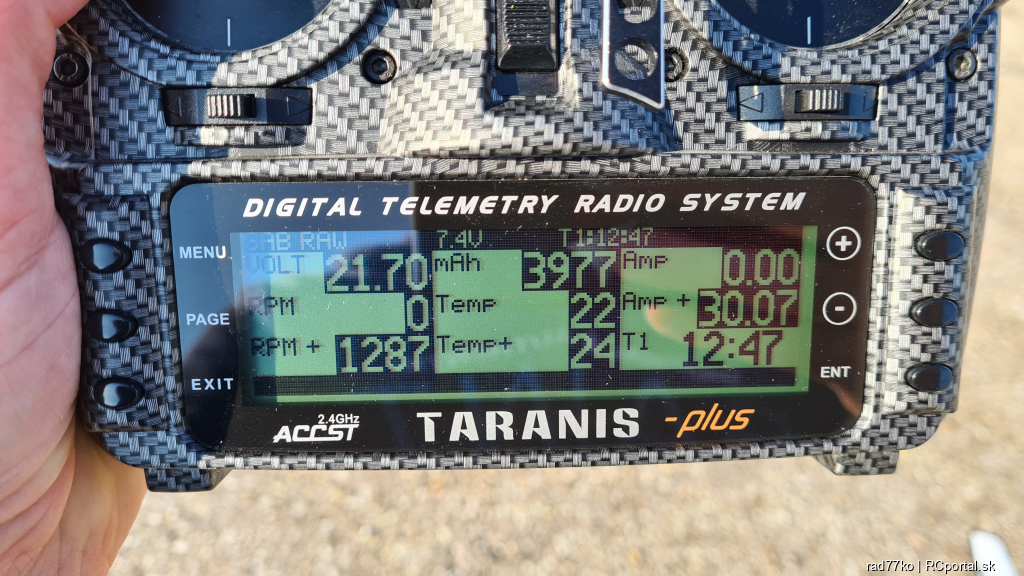 DIGITAL TELEMETRY RADIO SYSTEM
SAB RAW 7.4V T1:12:47
MENU VOLT 21.70 mAh 3977 Amp 0.00 +
PAGE RPM 0 Temp 22 Amp + 30.07 -
EXIT RPM + 1287 Temp+ 24 T1 12:47 ENT
2.4GHz
ACCST TARANIS -plus
rad77ko | RCportal.sk